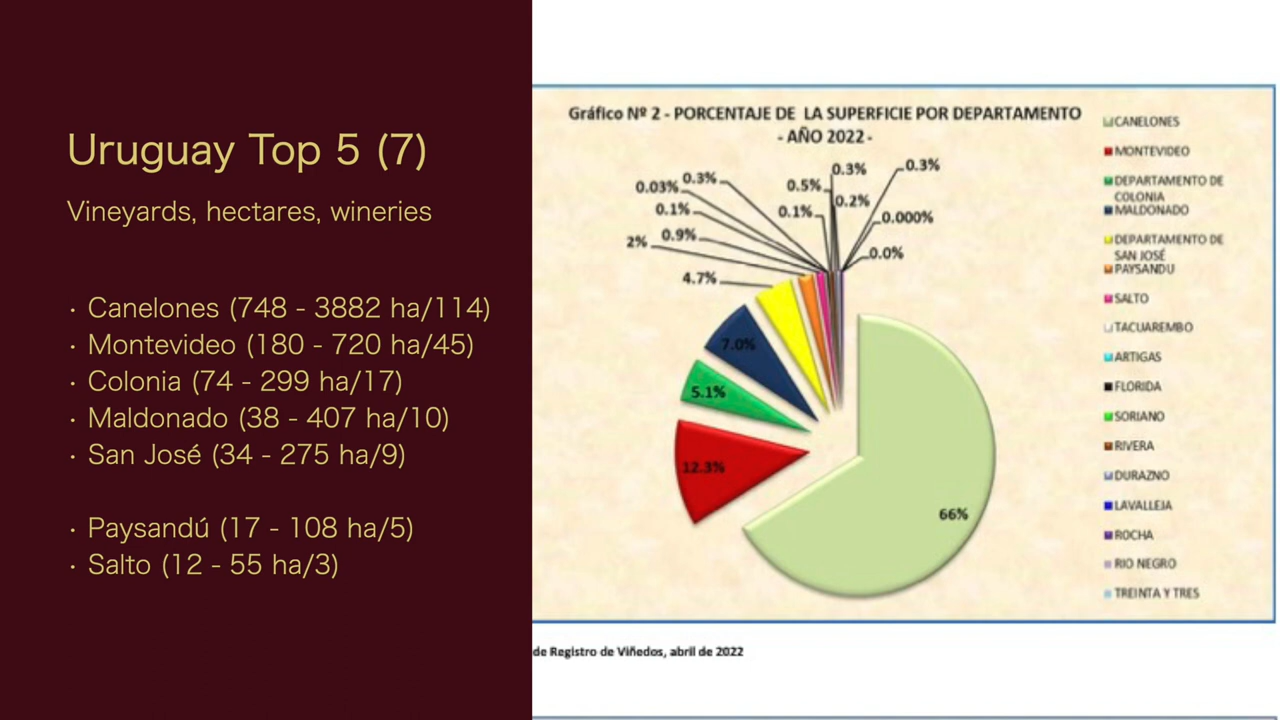 Uruguay Top 5 (7)
Vineyards, hectares, wineries
· Canelones (748 - 3882 ha/114)
· Montevideo (180 - 720 ha/45)
· Colonia (74 - 299 ha/17)
· Maldonado (38 - 407 ha/10)
· San José (34 - 275 ha/9)
· Paysandú (17 - 108 ha/5)
· Salto (12 - 55 ha/3)
Gráfico Nº 2 - PORCENTAJE DE LA SUPERFICIE POR DEPARTAMENTO
- AÑO 2022 -
0.03%
0.3%
0.1%
2%
0.9%
4.7%
7.0%
5.1%
12.3%
66%
0.3%
0.5%
0.2%
0.1%
0.3%
0.000%
0.0%
CANELONES
MONTEVIDEO
DEPARTAMENTO DE
COLONIA
MALDONADO
DEPARTAMENTO DE
SAN JOSÉ
PAYSANDU
SALTO
TACUAREMBO
ARTIGAS
FLORIDA
SORIANO
RIVERA
DURAZNO
LAVALLEJA
ROCHA
RIO NEGRO
TREINTA Y TRES
de Registro de Viñedos, abril de 2022